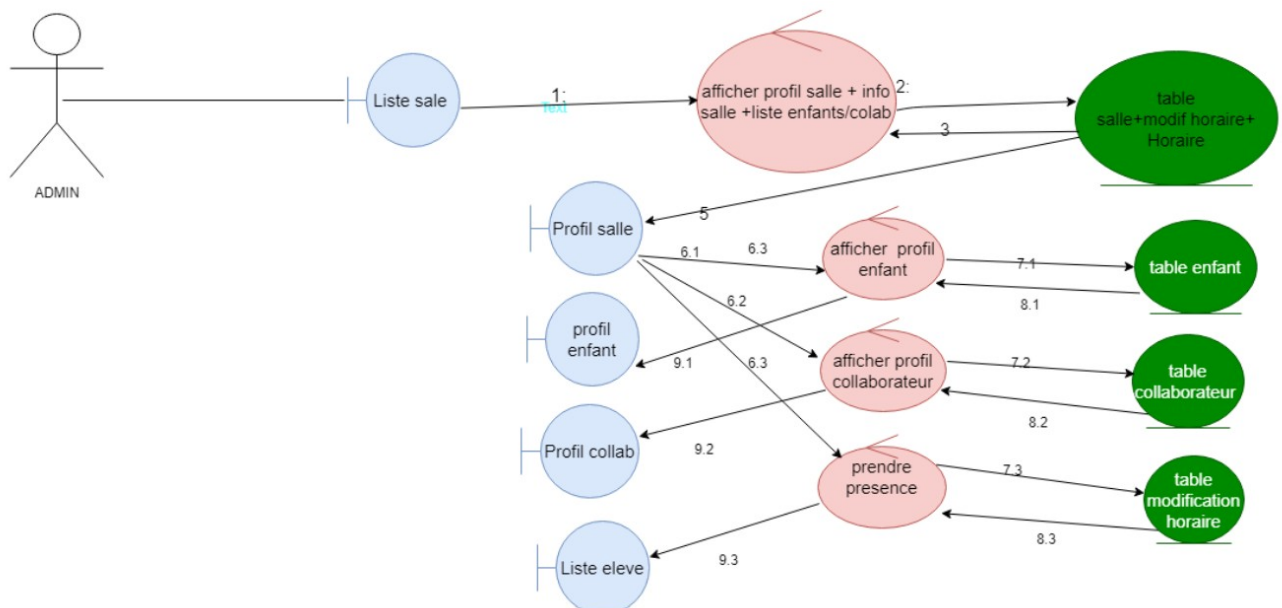 ADMIN
Liste sale
1:
Text
afficher profil salle + info
salle +liste enfants/colab
2:
3
table
salle+modif horaire+
Horaire
5
Profil salle
6.1
6.3
afficher profil
enfant
7.1
8.1
table enfant
profil
enfant
9.1
6.2
6.3
afficher profil
collaborateur
7.2
8.2
table
collaborateur
Profil collab
9.2
prendre
presence
7.3
8.3
table
modification
horaire
Liste eleve
9.3